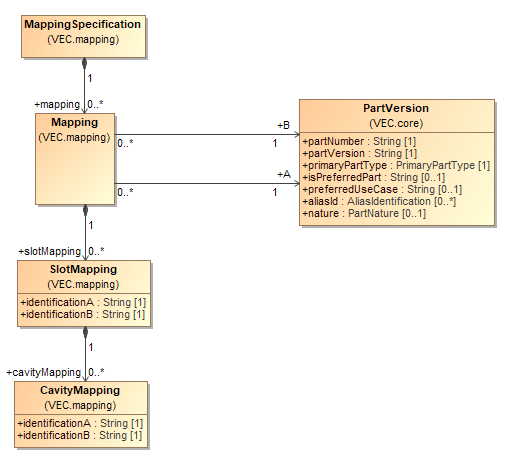 MappingSpecification
(VEC.mapping)
1
+mapping 0..*
Mapping
(VEC.mapping)
+B
0..* 1
+A
0..* 1
PartVersion
(VEC.core)
+partNumber : String [1]
+partVersion : String [1]
+primaryPartType : PrimaryPartType [1]
+isPreferredPart : String [0..1]
+preferredUseCase : String [0..1]
+aliasId : AliasIdentification [0..*]
+nature : PartNature [0..1]
1
+slotMapping 0..*
SlotMapping
(VEC.mapping)
+identificationA : String [1]
+identificationB : String [1]
1
+cavityMapping 0..*
CavityMapping
(VEC.mapping)
+identificationA : String [1]
+identificationB : String [1]